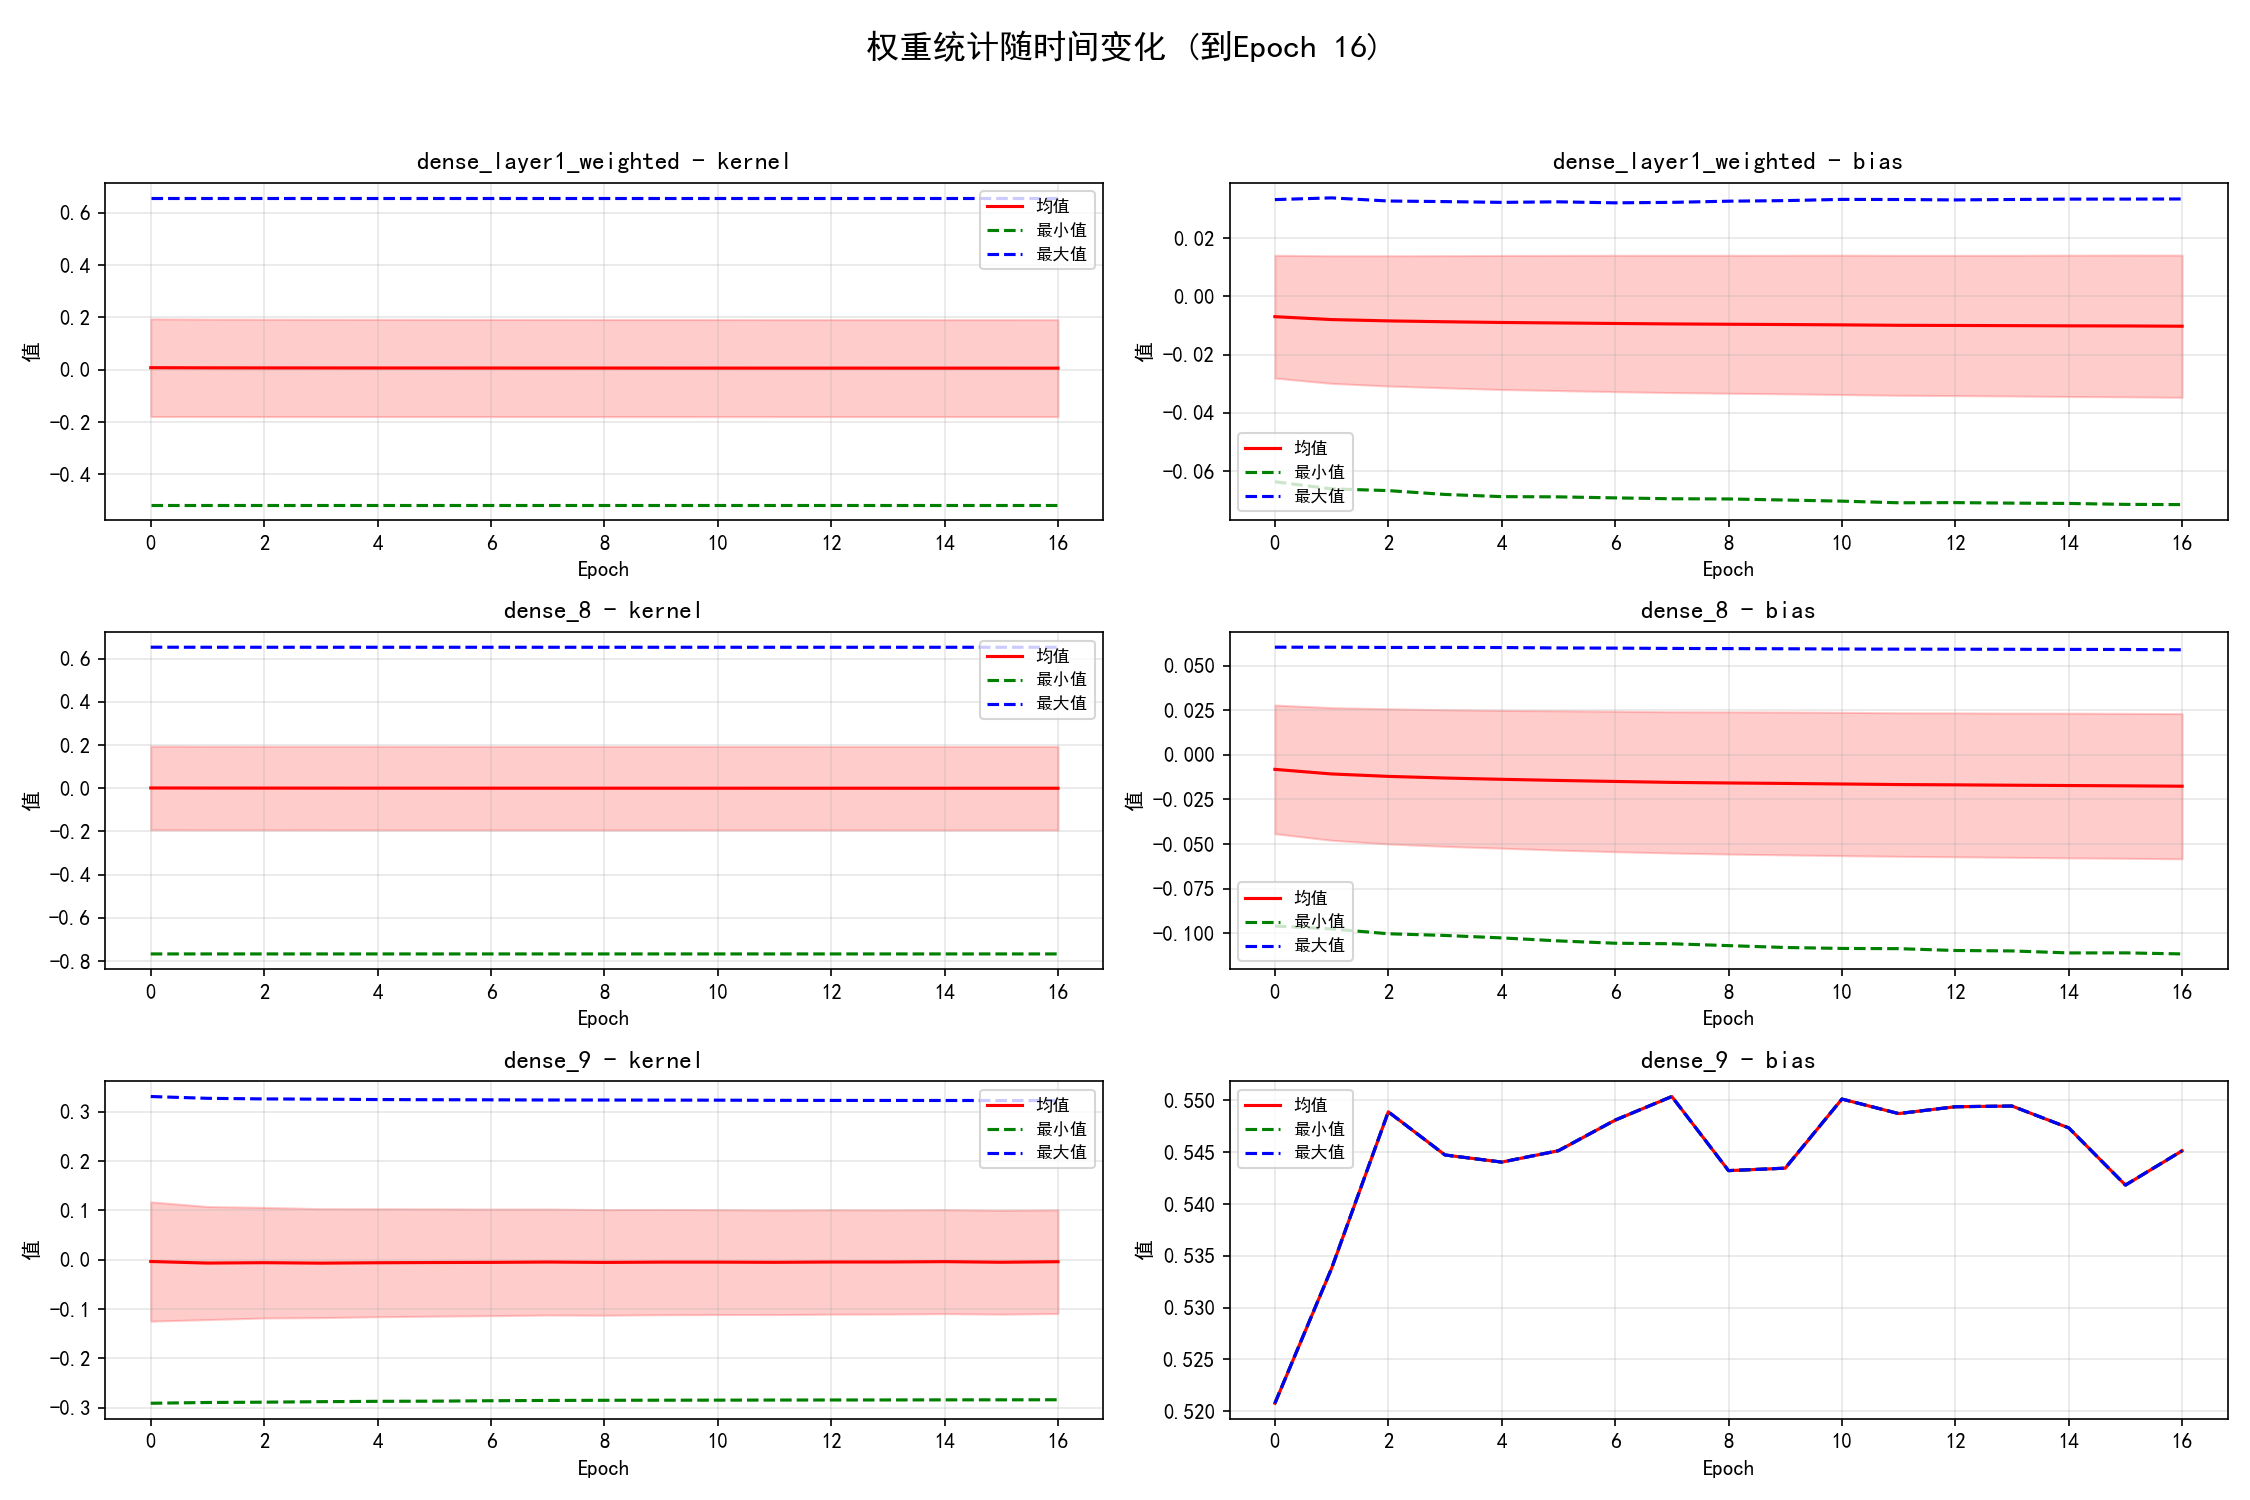 权重统计随时间变化 (到Epoch 16)
dense_layer1_weighted - kernel
值
0.6
0.4
0.2
0.0
-0.2
-0.4
均值
最小值
最大值
0 2 4 6 8 10 12 14 16
Epoch
dense_layer1_weighted - bias
值
0.02
0.00
-0.02
-0.04
-0.06
均值
最小值
最大值
0 2 4 6 8 10 12 14 16
Epoch
dense_8 - kernel
值
0.6
0.4
0.2
0.0
-0.2
-0.4
-0.6
-0.8
均值
最小值
最大值
0 2 4 6 8 10 12 14 16
Epoch
dense_8 - bias
值
0.050
0.025
0.000
-0.025
-0.050
-0.075
-0.100
均值
最小值
最大值
0 2 4 6 8 10 12 14 16
Epoch
dense_9 - kernel
值
0.3
0.2
0.1
0.0
-0.1
-0.2
-0.3
均值
最小值
最大值
0 2 4 6 8 10 12 14 16
Epoch
dense_9 - bias
值
0.550
0.545
0.540
0.535
0.530
0.525
0.520
均值
最小值
最大值
0 2 4 6 8 10 12 14 16
Epoch